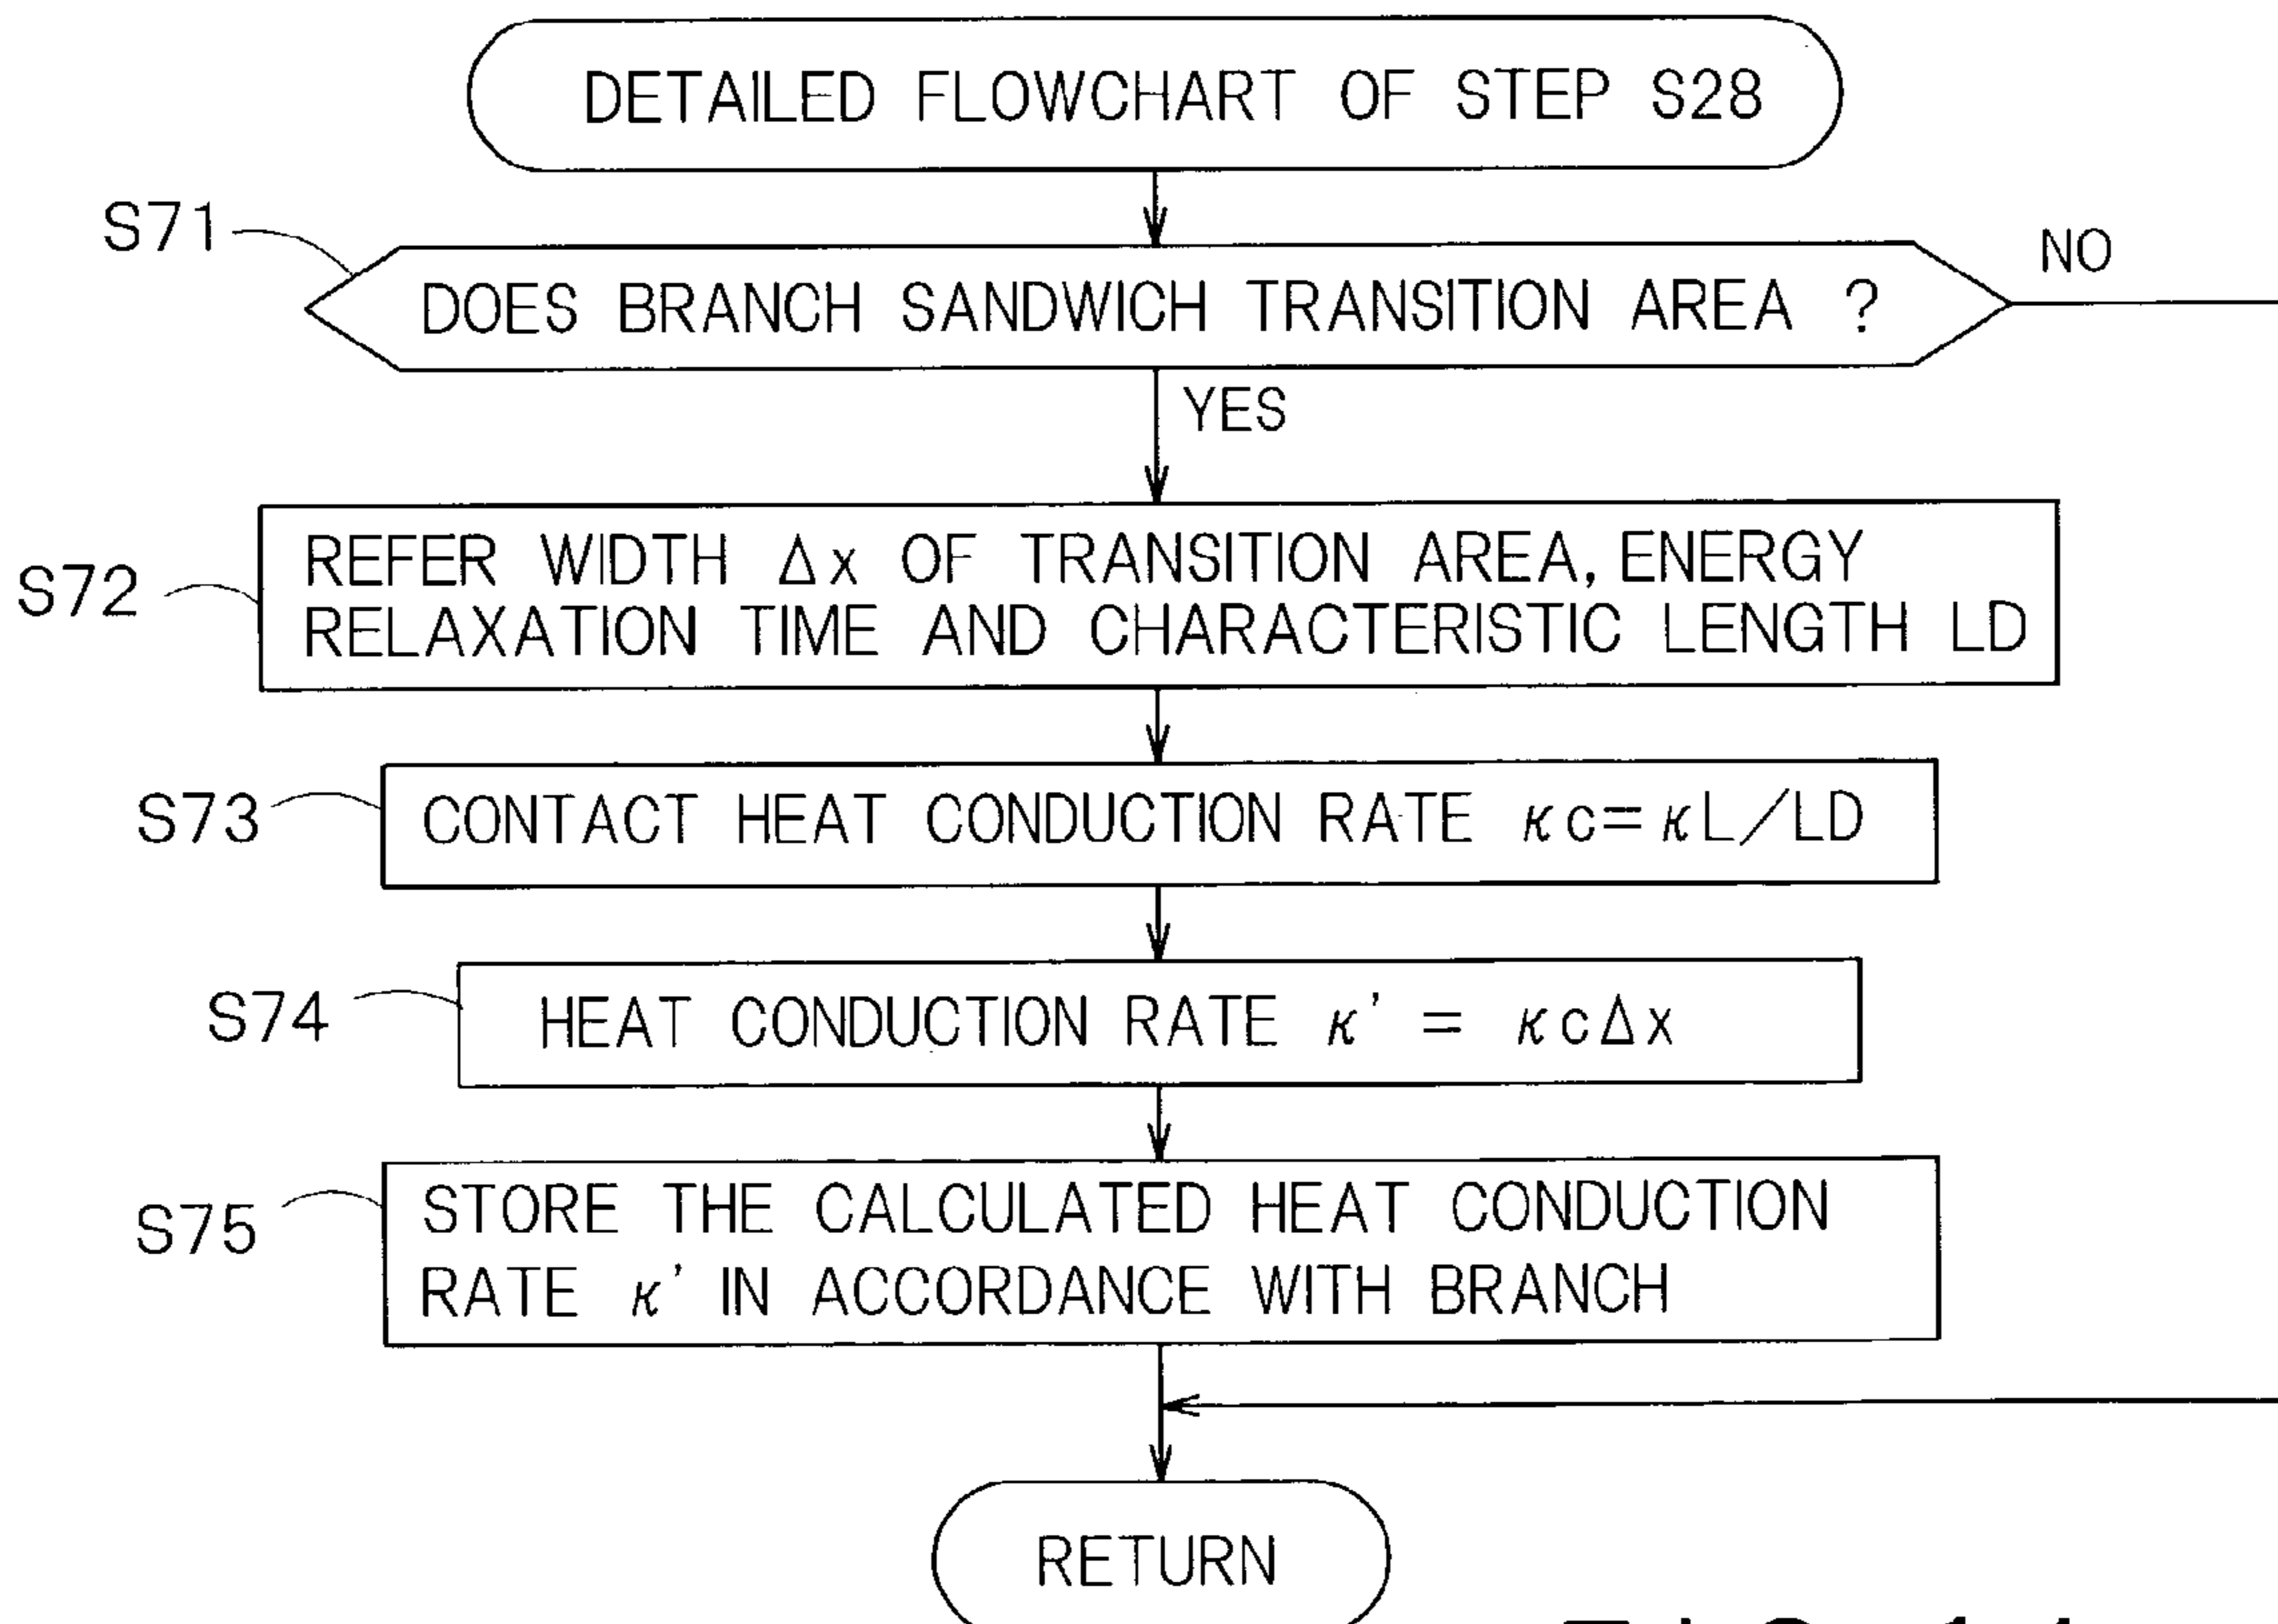 DETAILED FLOWCHART OF STEP S28
S71
DOES BRANCH SANDWICH TRANSITION AREA ?
NO
YES
S72
REFER WIDTH Δx OF TRANSITION AREA, ENERGY
RELAXATION TIME AND CHARACTERISTIC LENGTH LD
S73
CONTACT HEAT CONDUCTION RATE κc=κL/LD
S74
HEAT CONDUCTION RATE κ' = κcΔx
S75
STORE THE CALCULATED HEAT CONDUCTION
RATE κ' IN ACCORDANCE WITH BRANCH
RETURN